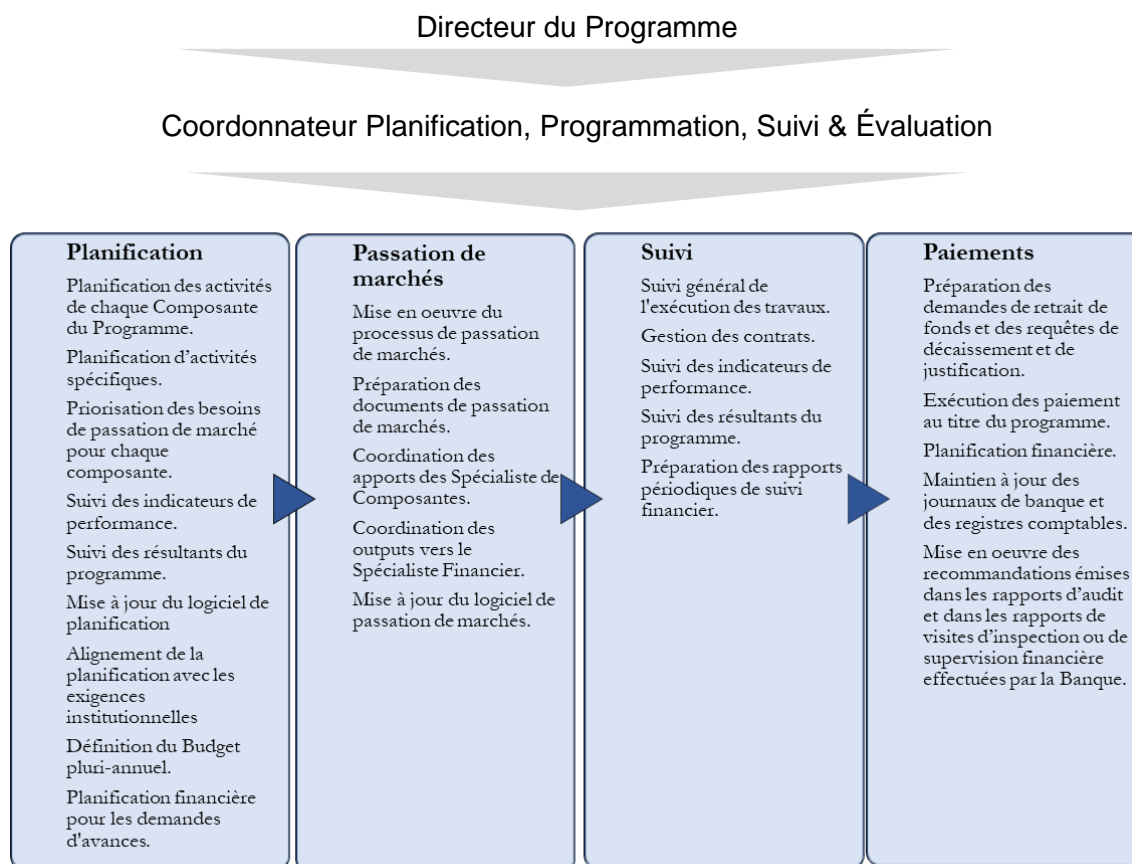 Directeur du Programme
Coordonnateur Planification, Programmation, Suivi & Évaluation
Planification
Planification des activités
de chaque Composante
du Programme.
Planification d’activités
spécifiques.
Priorisation des besoins
de passation de marché
pour chaque
composante.
Suivi des indicateurs de
performance.
Suivi des résultants du
programme.
Mise à jour du logiciel de
planification
Alignement de la
planification avec les
exigences
institutionnelles
Définition du Budget
pluri-annuel.
Planification financière
pour les demandes
d'avances.
Passation de
marchés
Mise en oeuvre du
processus de passation
de marchés.
Préparation des
documents de passation
de marchés.
Coordination des
apports des Spécialiste de
Composantes.
Coordination des
outputs vers le
Spécialiste Financier.
Mise à jour du logiciel de
passation de marchés.
Suivi
Suivi général de
l'exécution des travaux.
Gestion des contrats.
Suivi des indicateurs de
performance.
Suivi des résultants du
programme.
Préparation des rapports
périodiques de suivi
financier.
Paiements
Préparation des
demandes de retrait de
fonds et des requêtes de
décaissement et de
justification.
Exécution des paiement
au titre du programme.
Planification financière.
Maintien à jour des
journaux de banque et
des registres comptables.
Mise en oeuvre des
recommandations émises
dans les rapports d’audit
et dans les rapports de
visites d’inspection ou de
supervision financière
effectuées par la Banque.